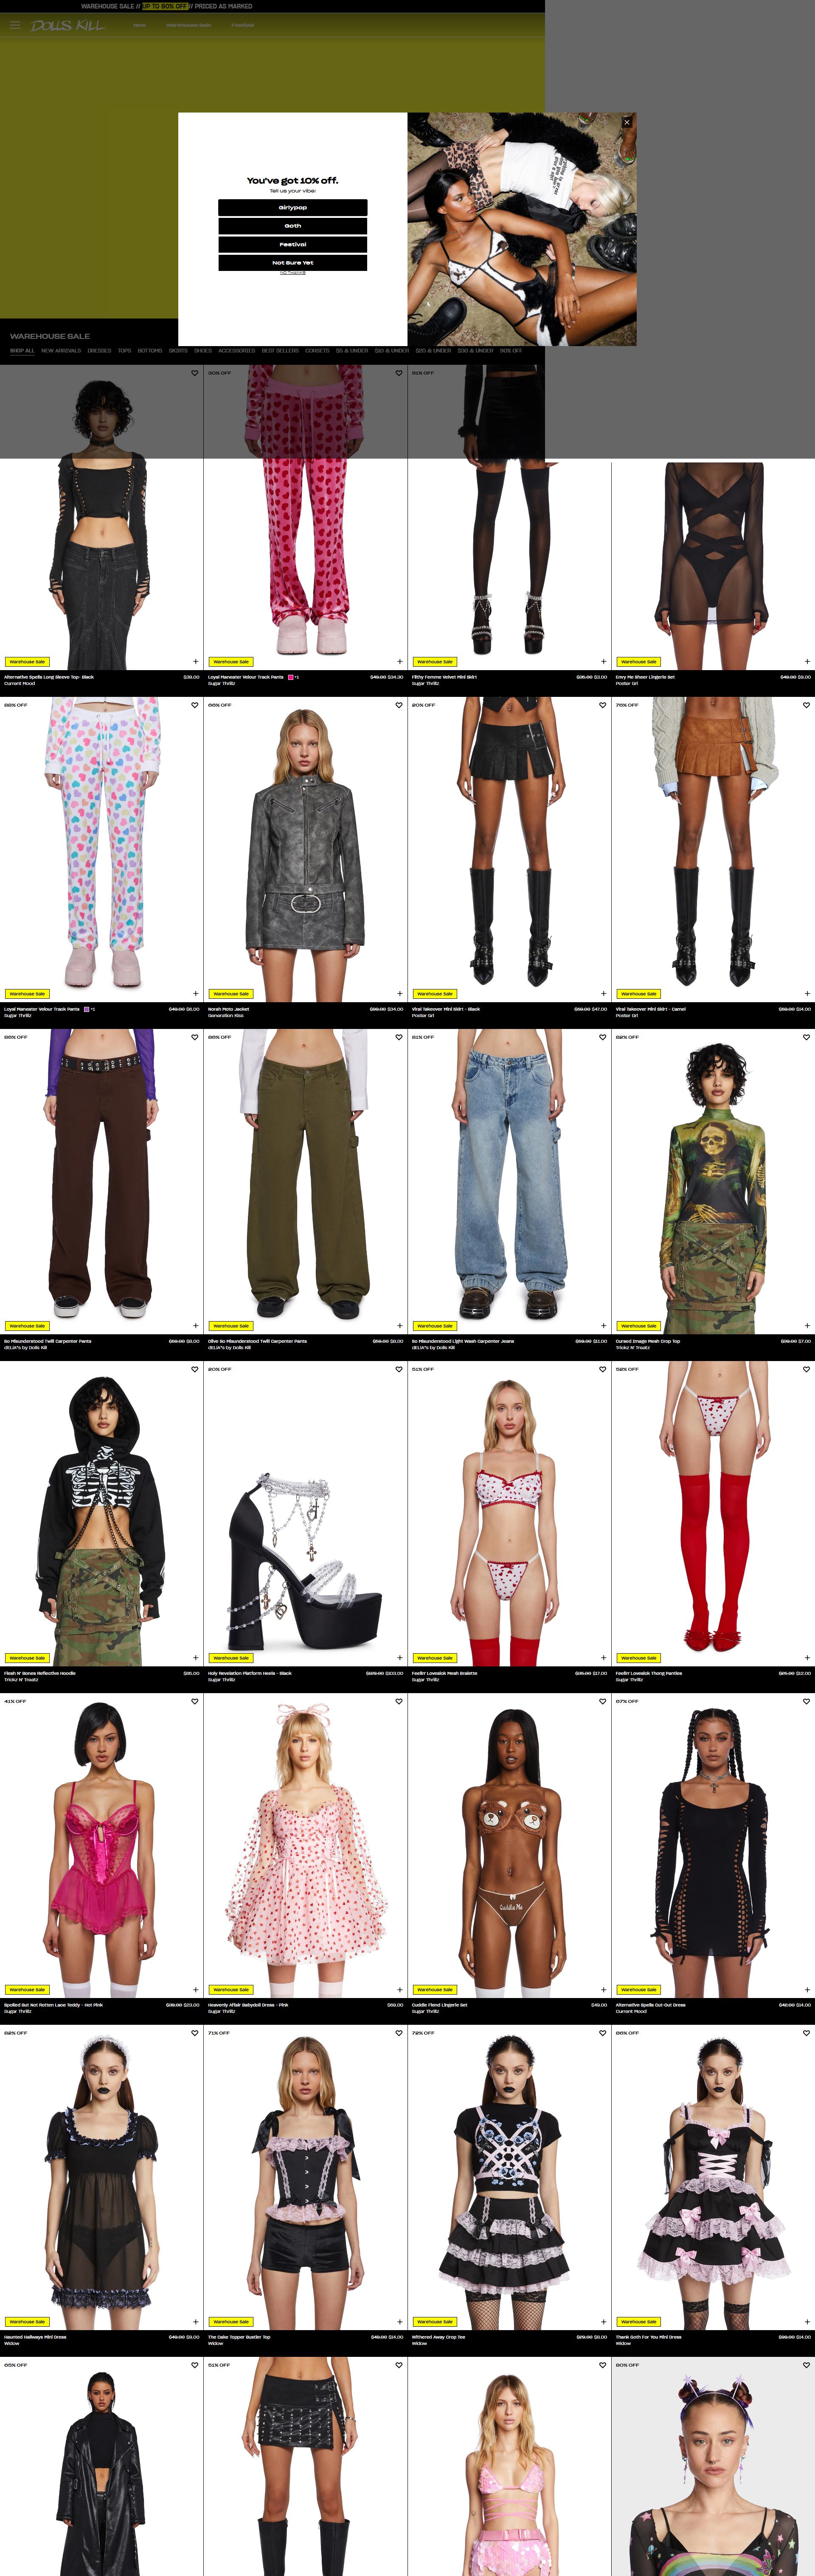 WAREHOUSE SALE // UP TO 90% OFF // PRICED AS MARKED
DOLLS KILL
New
Warehouse Sale
Festival
You've got 10% off.
Tell us your vibe!
Girlypop
Goth
Festival
Not Sure Yet
NO THANKS
WAREHOUSE SALE
SHOP ALL NEW ARRIVALS DRESSES TOPS BOTTOMS SKIRTS SHOES ACCESSORIES BEST SELLERS CORSETS $5 & UNDER $10 & UNDER $20 & UNDER $30 & UNDER 90% OFF
30% OFF
91% OFF
Warehouse Sale
Warehouse Sale
Warehouse Sale
Warehouse Sale
Alternative Spells Long Sleeve Top- Black $39.00
Current Mood
Loyal Maneater Velour Track Pants +1 $49.00 $34.30
Sugar Thrillz
Filthy Femme Velvet Mini Skirt $35.00 $3.00
Sugar Thrillz
Envy Me Sheer Lingerie Set $49.00 $9.00
Poster Grl
88% OFF
66% OFF
20% OFF
76% OFF
Warehouse Sale
Warehouse Sale
Warehouse Sale
Warehouse Sale
Loyal Maneater Velour Track Pants +1 $49.00 $6.00
Sugar Thrillz
Norah Moto Jacket $99.00 $34.00
Generation Kiss
Viral Takeover Mini Skirt - Black $59.00 $47.00
Poster Grl
Viral Takeover Mini Skirt - Camel $59.00 $14.00
Poster Grl
86% OFF
86% OFF
81% OFF
82% OFF
Warehouse Sale
Warehouse Sale
Warehouse Sale
Warehouse Sale
So Misunderstood Twill Carpenter Pants $59.00 $8.00
dELiA*s by Dolls Kill
Olive So Misunderstood Twill Carpenter Pants $59.00 $8.00
dELiA*s by Dolls Kill
So Misunderstood Light Wash Carpenter Jeans $59.00 $11.00
dELiA*s by Dolls Kill
Cursed Image Mesh Drop Top $39.00 $7.00
Trickz N' Treatz
20% OFF
51% OFF
52% OFF
Warehouse Sale
Warehouse Sale
Warehouse Sale
Warehouse Sale
Flesh N' Bones Reflective Hoodie
Trickz N' Treatz
Holy Revelation Platform Heels - Black $103.00
Sugar Thrillz
Feelin' Lovesick Mesh Bralette $35.00 $17.00
Sugar Thrillz
Feelin' Lovesick Thong Panties $25.00 $12.00
Sugar Thrillz
41% OFF
67% OFF
Cuddle Me
Warehouse Sale
Warehouse Sale
Warehouse Sale
Warehouse Sale
Spoiled But Not Rotten Lace Teddy - Hot Pink $39.00 $23.00
Sugar Thrillz
Heavenly Affair Babydoll Dress - Pink $69.00
Sugar Thrillz
Cuddle Fiend Lingerie Set $49.00
Sugar Thrillz
Alternative Spells Cut-Out Dress $42.00 $14.00
Current Mood
82% OFF
71% OFF
72% OFF
86% OFF
Warehouse Sale
Warehouse Sale
Warehouse Sale
Warehouse Sale
Haunted Hallways Mini Dress $49.00 $9.00
Widow
The Cake Topper Bustier Top $49.00 $14.00
Widow
Withered Away Drop Tee $29.00 $8.00
Widow
Thank Goth For You Mini Dress $99.00 $14.00
Widow
65% OFF
51% OFF
80% OFF